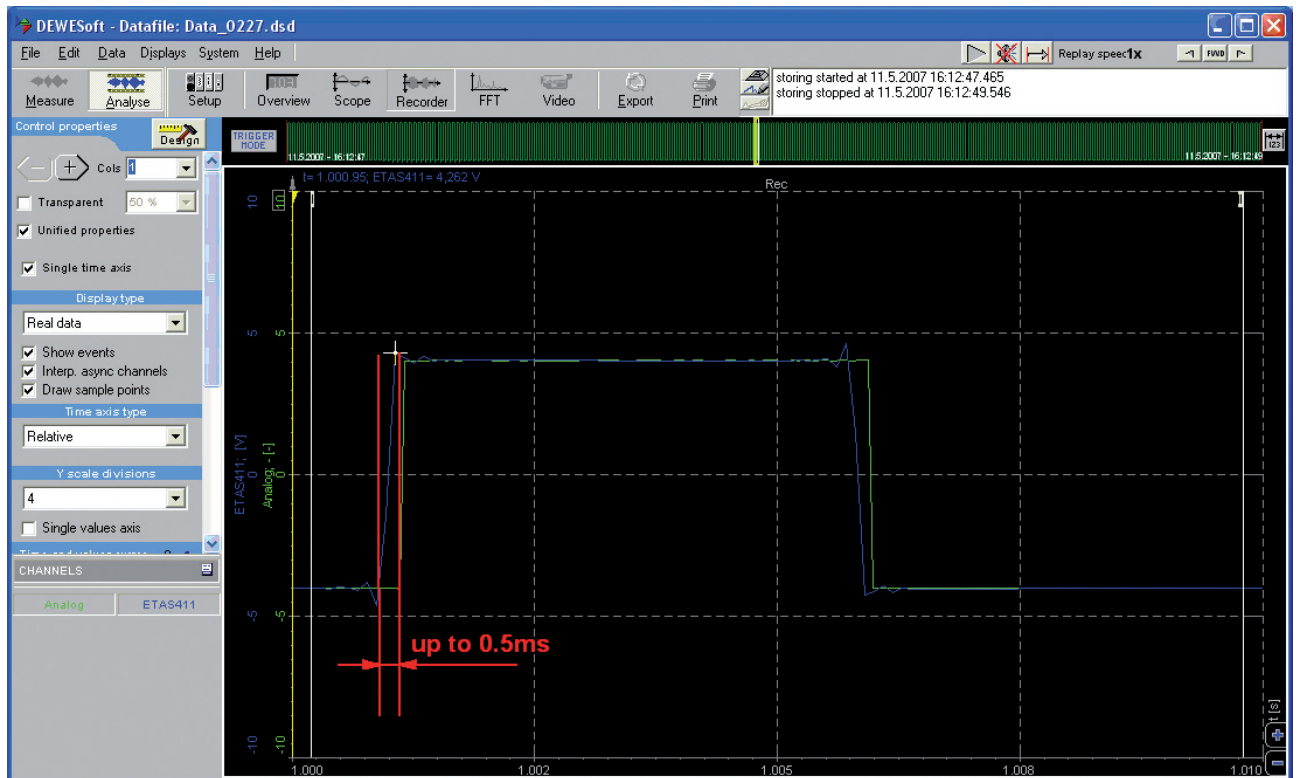 DEWESoft - Datafile: Data_0227.dsd
File Edit Data Displays System Help
Replay speec1x
FWD
Measure Analyse Setup Overview Scope Recorder FFT Video Export Print
storing started at 11.5.2007 16:12:47.465
storing stopped at 11.5.2007 16:12:49.546
Control properties
Design
TRIGGER MODE
11.5.2007 - 16:12:47
11.5.2007 - 16:12:49
123
Cols 1
Transparent 50 %
Unified properties
Single time axis
Display type
Real data
Show events
Interp. async channels
Draw sample points
Time axis type
Relative
Y scale divisions
4
Single values axis
CHANNELS
Analog ETAS411
t= 1.000.95; ETAS411= 4,262 V
Rec
10 10
5 5
0 0
-5 -5
-10 -10
ETAS411; [V]
Analog; - [-]
up to 0.5ms
1.000 1.002 1.005 1.008 1.010
t [s]